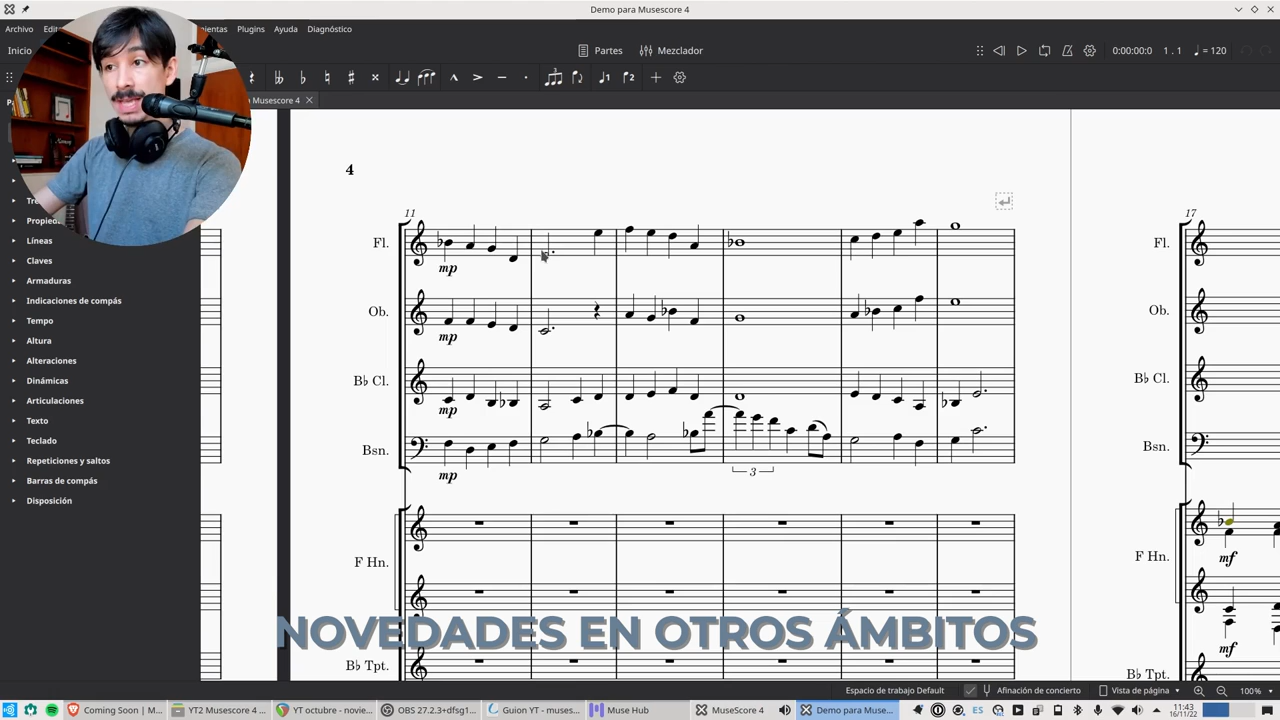 Demo para Musescore 4
Archivo Edi ientas Plugins Ayuda Diagnóstico
Inicio Partes Mezclador 0:00:00:0 1 . 1 = 120
a Musescore 4
4
11
17
Fl.
mp
Fl.
Ob.
mp
Ob.
B♭ Cl.
mp
B♭ Cl.
Bsn.
mp
3
Bsn.
F Hn.
F Hn.
mf
mf
B♭ Tpt.
B♭ Tpt.
Propied
Líneas
Claves
Armaduras
Indicaciones de compás
Tempo
Altura
Alteraciones
Dinámicas
Articulaciones
Texto
Teclado
Repeticiones y saltos
Barras de compás
Disposición
NOVEDADES EN OTROS ÁMBITOS
Espacio de trabajo Default Afinación de concierto Vista de página 100%
Coming Soon | M... YT2 Musescore 4 ... YT octubre - novie... OBS 27.2.3+dfsg1... Guion YT - muses... Muse Hub MuseScore 4 Demo para Muse... ES 11:43
16/11/22